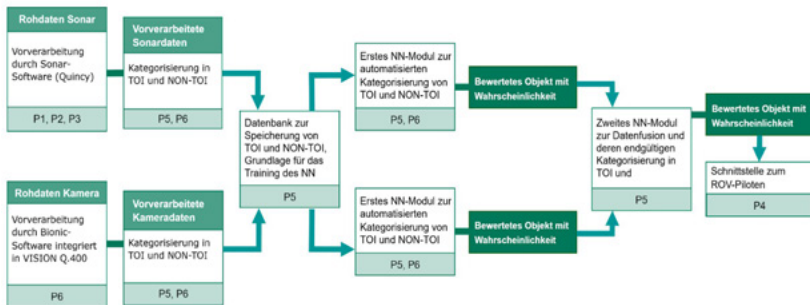 Rohdaten Sonar
Vorverarbeitung
durch Sonar-
Software (Quincy)
P1, P2, P3
Vorverarbeitete
Sonardaten
Kategorisierung in
TOI und NON-TOI
P5, P6
Rohdaten Kamera
Vorverarbeitung
durch Bionic-
Software integriert
in VISION Q.400
P6
Vorverarbeitete
Kameradaten
Kategorisierung in
TOI und NON-TOI
P5, P6
Datenbank zur
Speicherung von
TOI und NON-TOI,
Grundlage für das
Training des NN
P5
Erstes NN-Modul zur
automatisierten
Kategorisierung von
TOI und NON-TOI
P5, P6
Bewertetes Objekt mit
Wahrscheinlichkeit
Erstes NN-Modul zur
automatisierten
Kategorisierung von
TOI und NON-TOI
P5, P6
Bewertetes Objekt mit
Wahrscheinlichkeit
Zweites NN-Modul
zur Datenfusion und
deren endgültigen
Kategorisierung in
TOI und
P5
Bewertetes Objekt mit
Wahrscheinlichkeit
Schnittstelle zum
ROV-Piloten
P4